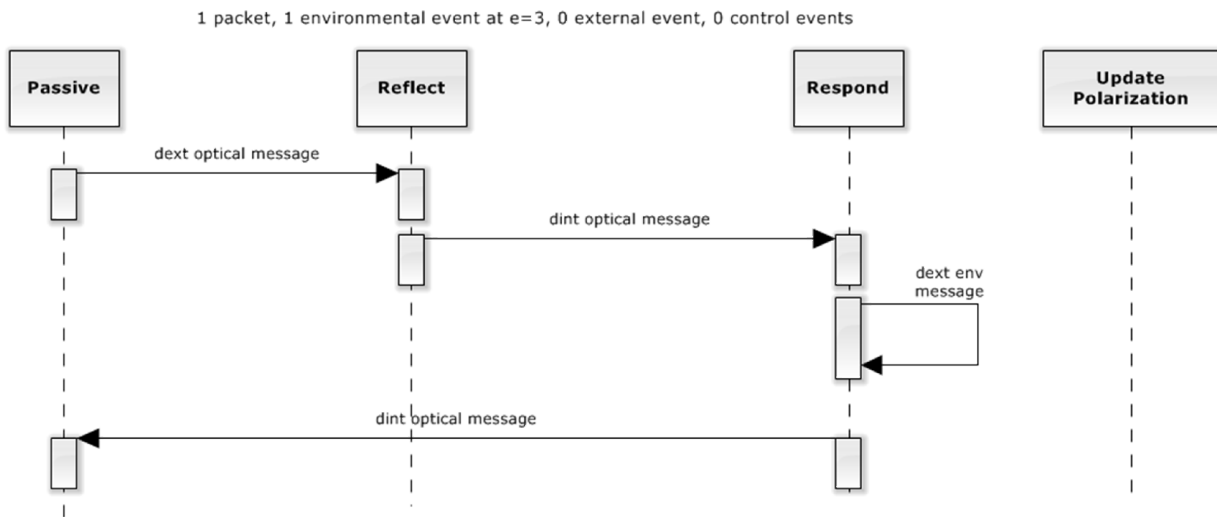 1 packet, 1 environmental event at e=3, 0 external event, 0 control events
Passive
Reflect
Respond
Update
Polarization
dext optical message
dint optical message
dext env
message
dint optical message